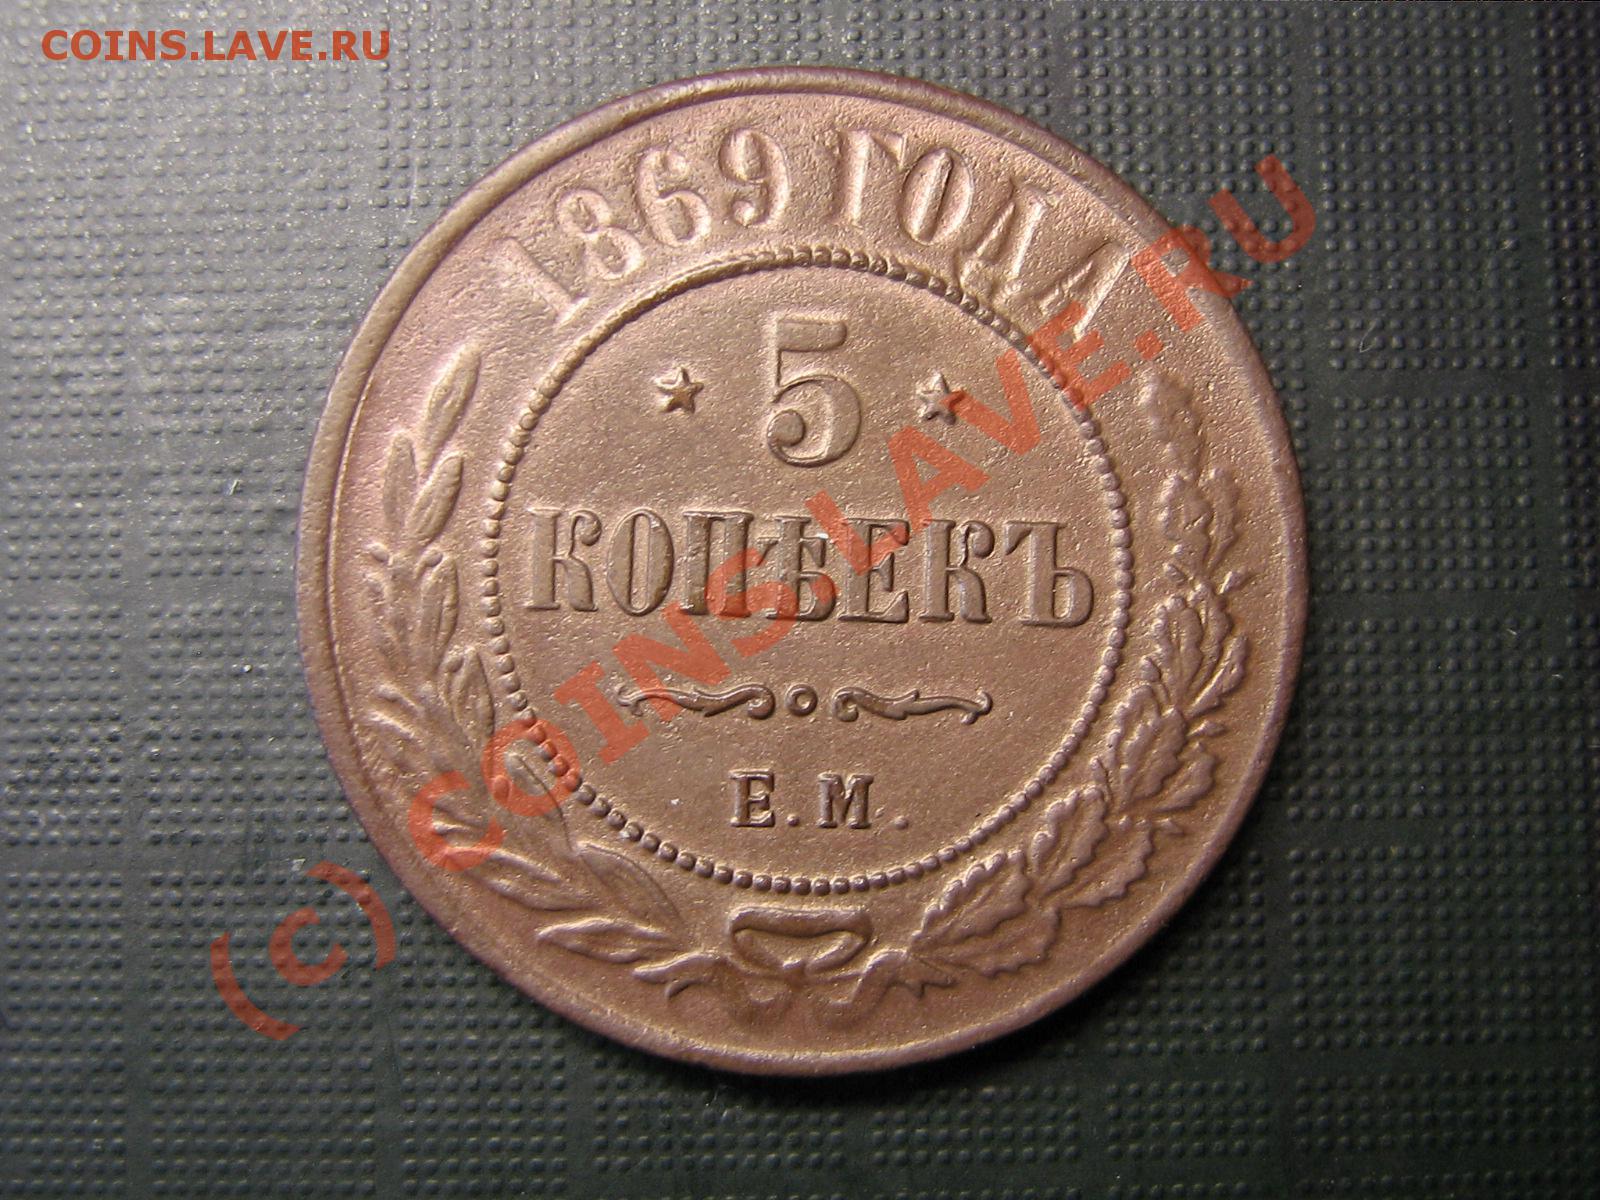 COINS.LAVE.RU
1869 ГОДА
5
КОПѢЕКЪ
Е.М.
(c) COINS.LAVE.RU